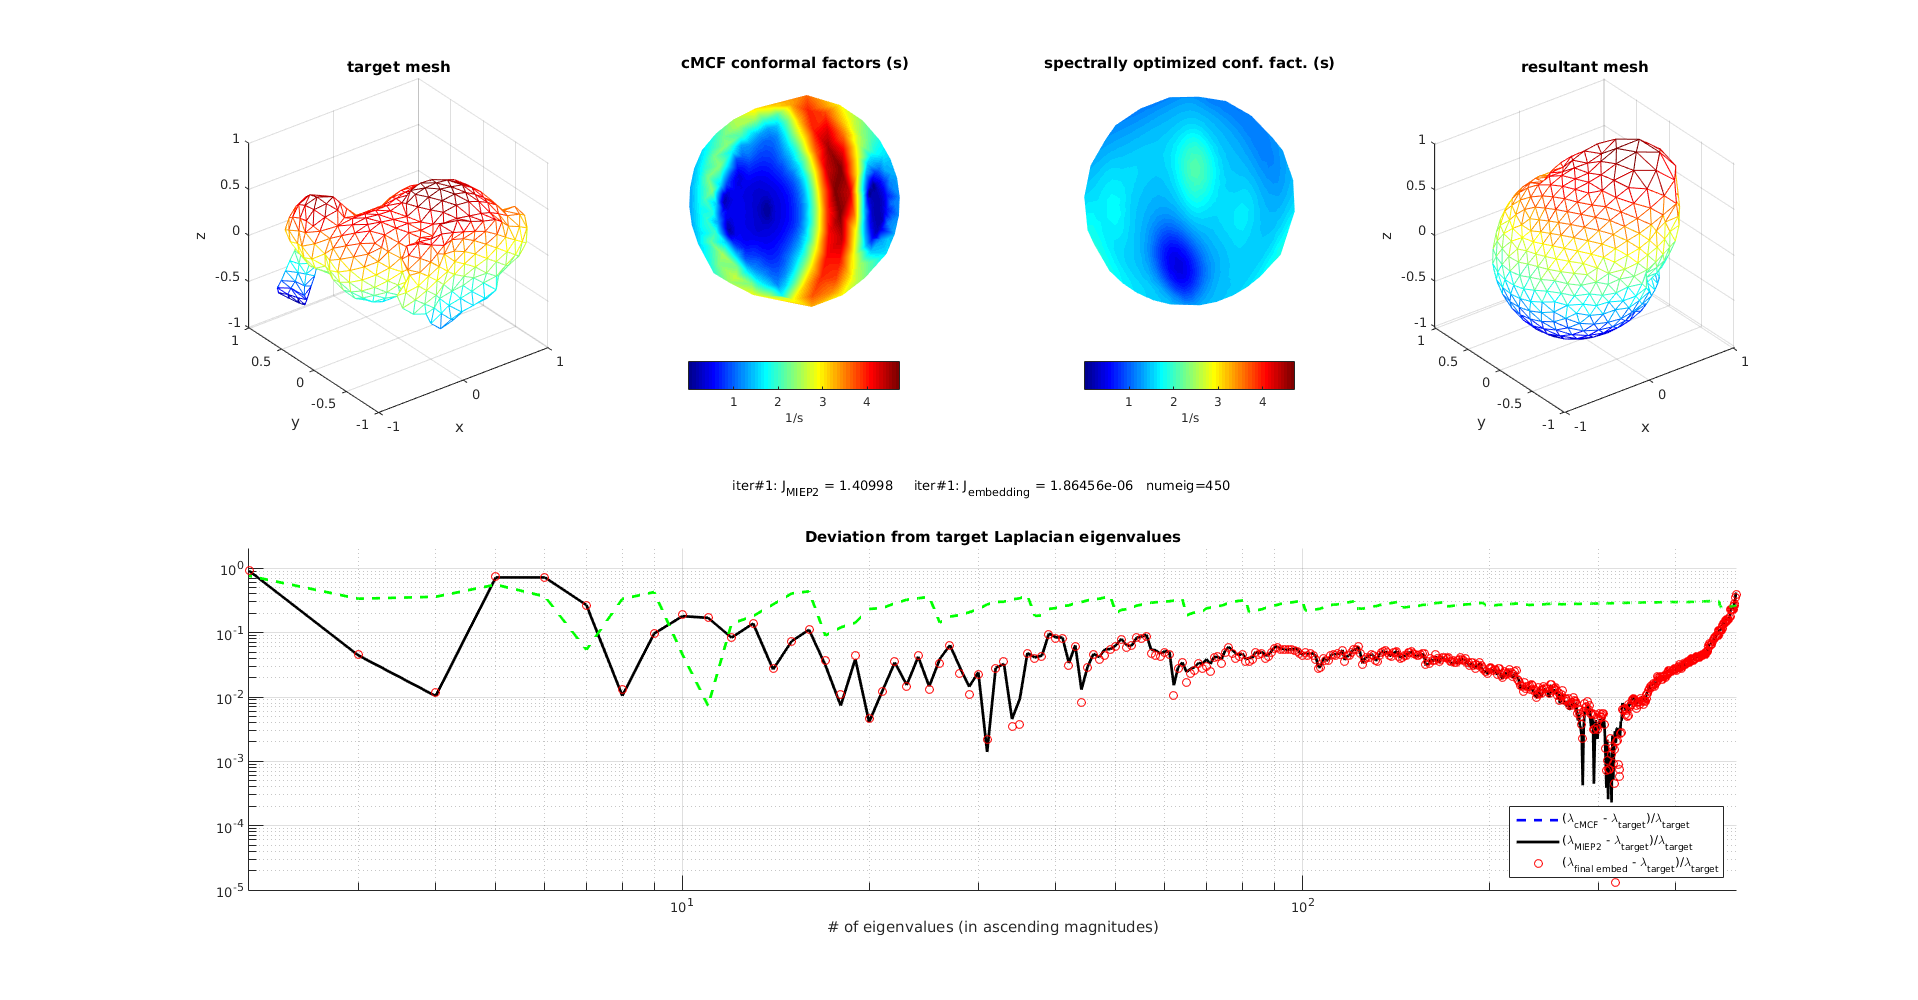 target mesh
cMCF conformal factors (s)
spectrally optimized conf. fact. (s)
resultant mesh
1
0.5
0
-0.5
-1
z
1
0.5
0
-0.5
-1
y
-1
0
1
x
1 2 3 4
1/s
1 2 3 4
1/s
1
0.5
0
-0.5
-1
z
1
0.5
0
-0.5
-1
y
-1
0
1
x
iter#1: J_MIEP2 = 1.40998 iter#1: J_embedding = 1.86456e-06 numeig=450
Deviation from target Laplacian eigenvalues
10^0
10^-1
10^-2
10^-3
10^-4
10^-5
10^1 10^2
# of eigenvalues (in ascending magnitudes)
(λ_cMCF - λ_target)/λ_target
(λ_MIEP2 - λ_target)/λ_target
(λ_final embed - λ_target)/λ_target